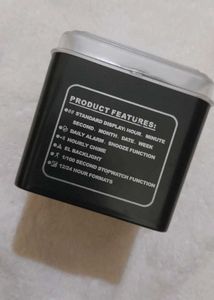 PRODUCT FEATURES:
STANDARD DISPLAY: HOUR, MINUTE
SECOND, MONTH, DATE, WEEK
DAILY ALARM, SNOOZE FUNCTION
HOURLY CHIME
EL BACKLIGHT
1/100 SECOND STOPWATCH FUNCTION
12/24 HOUR FORMATS